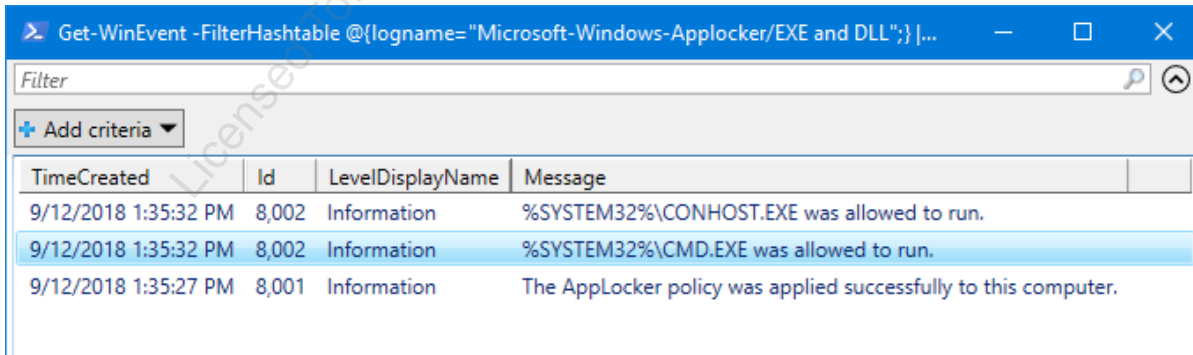 Get-WinEvent -FilterHashtable @{logname="Microsoft-Windows-Applocker/EXE and DLL";} |...
Filter
Add criteria
TimeCreated Id LevelDisplayName Message
9/12/2018 1:35:32 PM 8,002 Information %SYSTEM32%\CONHOST.EXE was allowed to run.
9/12/2018 1:35:32 PM 8,002 Information %SYSTEM32%\CMD.EXE was allowed to run.
9/12/2018 1:35:27 PM 8,001 Information The AppLocker policy was applied successfully to this computer.
Licensed